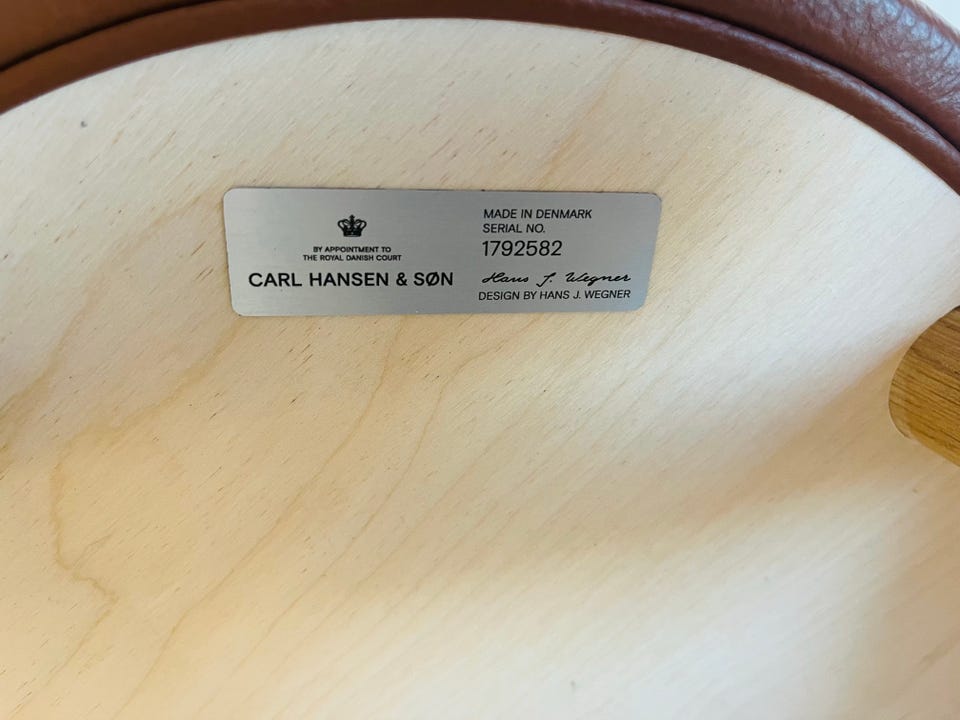 BY APPOINTMENT TO
THE ROYAL DANISH COURT
CARL HANSEN & SØN
MADE IN DENMARK
SERIAL NO.
1792582
Hans J. Wegner
DESIGN BY HANS J. WEGNER